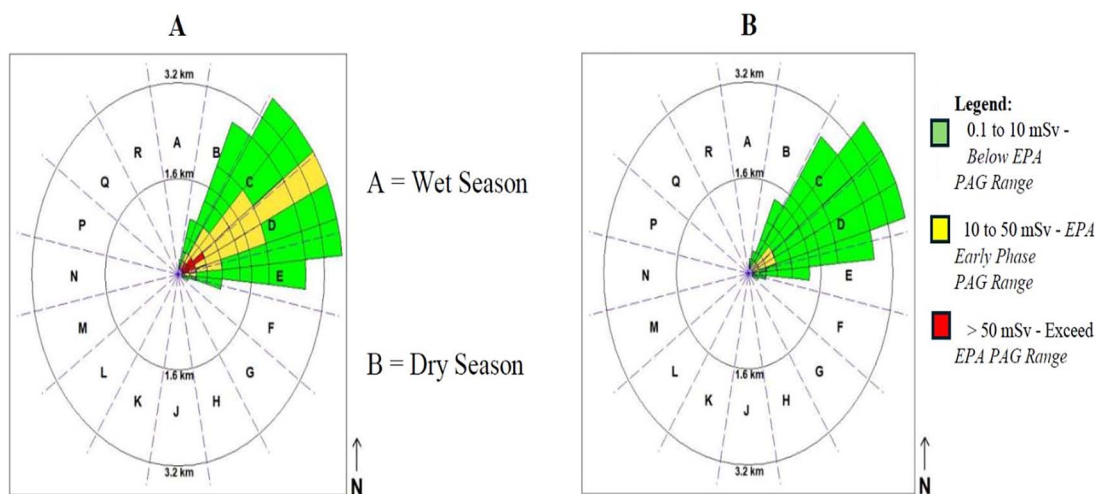 A
B
3.2 km
A
B
C
D
E
F
G
H
J
K
L
M
N
P
Q
R
1.6 km
1.6 km
3.2 km
N
A = Wet Season
B = Dry Season
3.2 km
A
B
C
D
E
F
G
H
J
K
L
M
N
P
Q
R
1.6 km
1.6 km
3.2 km
N
Legend:
0.1 to 10 mSv -
Below EPA
PAG Range
10 to 50 mSv - EPA
Early Phase
PAG Range
> 50 mSv - Exceed
EPA PAG Range